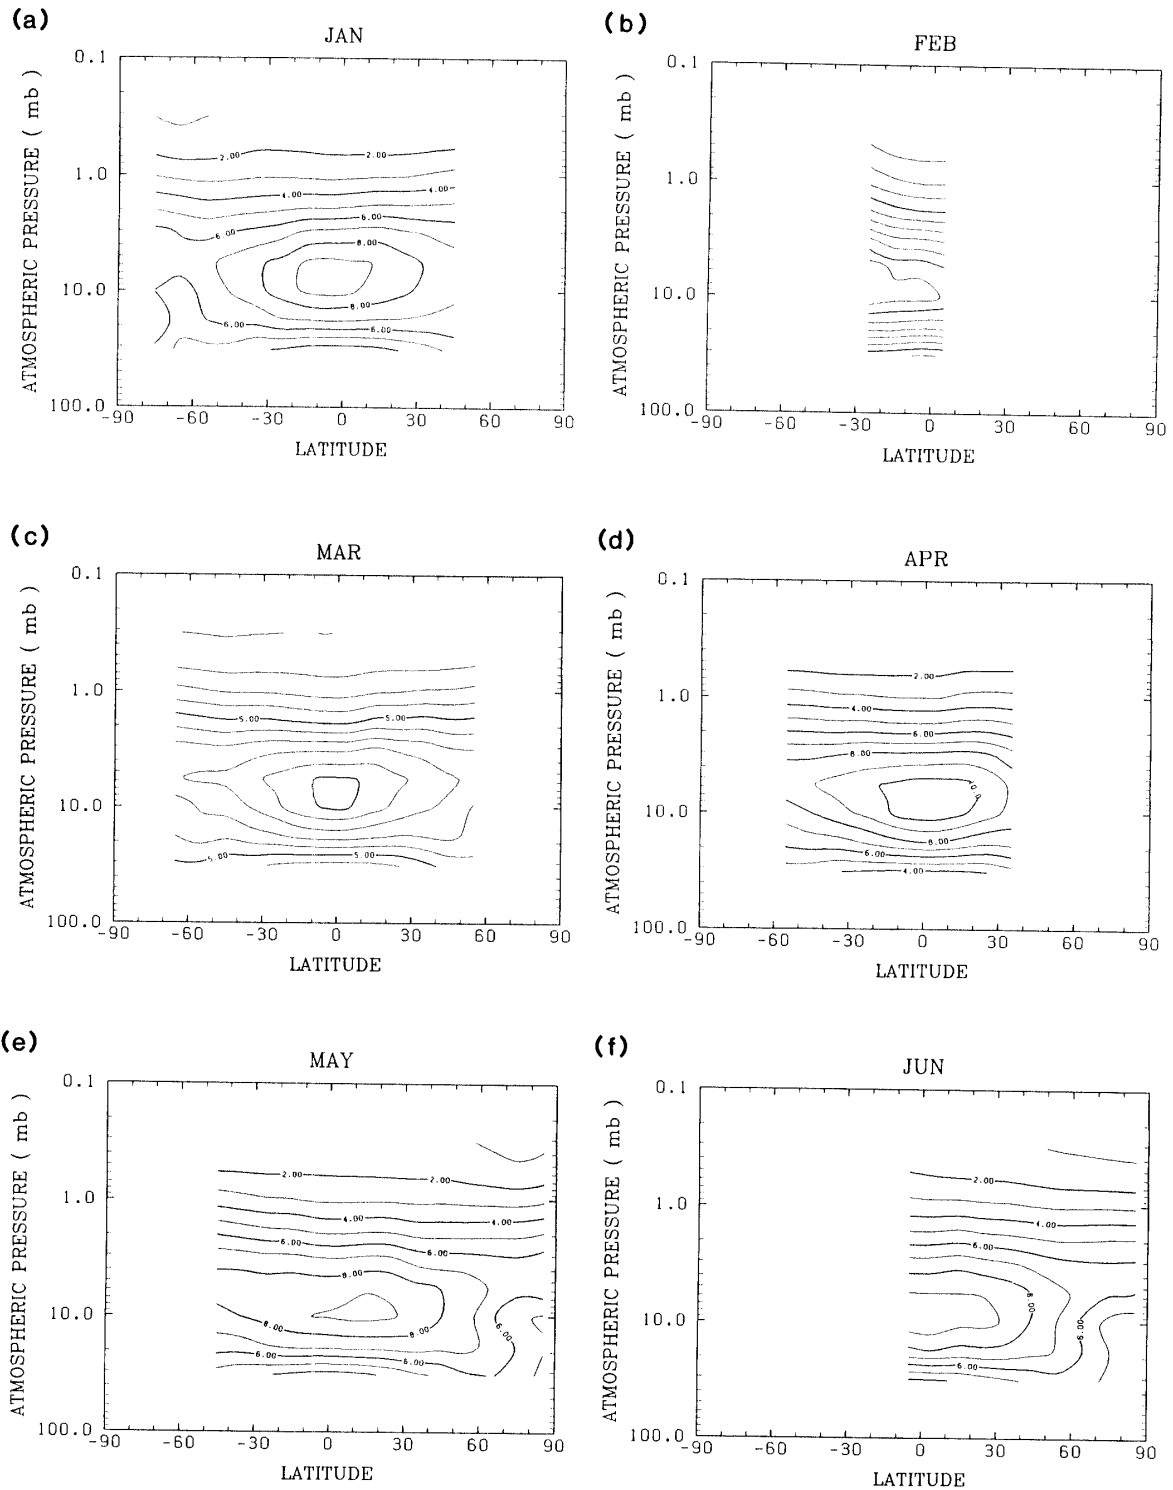 (a)
JAN
ATMOSPHERIC PRESSURE ( mb )
0.1
1.0
10.0
100.0
2.00 2.00
4.00 4.00
6.00 6.00
8.00
8.00
6.00 6.00
-90 -60 -30 0 30 60 90
LATITUDE
(b)
FEB
ATMOSPHERIC PRESSURE ( mb )
0.1
1.0
10.0
100.0
-90 -60 -30 0 30 60 90
LATITUDE
(c)
MAR
ATMOSPHERIC PRESSURE ( mb )
0.1
1.0
10.0
100.0
5.00 5.00
5.00 5.00
-90 -60 -30 0 30 60 90
LATITUDE
(d)
APR
ATMOSPHERIC PRESSURE ( mb )
0.1
1.0
10.0
100.0
2.00
4.00
6.00
8.00
10.0
8.00
6.00
4.00
-90 -60 -30 0 30 60 90
LATITUDE
(e)
MAY
ATMOSPHERIC PRESSURE ( mb )
0.1
1.0
10.0
100.0
2.00 2.00
4.00 4.00
6.00 6.00
8.00
8.00 8.00 6.00
6.00 6.00
-90 -60 -30 0 30 60 90
LATITUDE
(f)
JUN
ATMOSPHERIC PRESSURE ( mb )
0.1
1.0
10.0
100.0
2.00
4.00
6.00
8.00
6.00
6.00
-90 -60 -30 0 30 60 90
LATITUDE